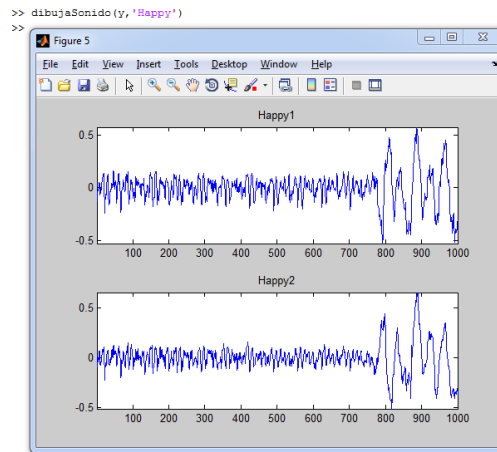 >> dibujaSonido(y,'Happy')
>>
Figure 5
File Edit View Insert Tools Desktop Window Help
Happy1
0.5
0
-0.5
100 200 300 400 500 600 700 800 900 1000
Happy2
0.5
0
-0.5
100 200 300 400 500 600 700 800 900 1000